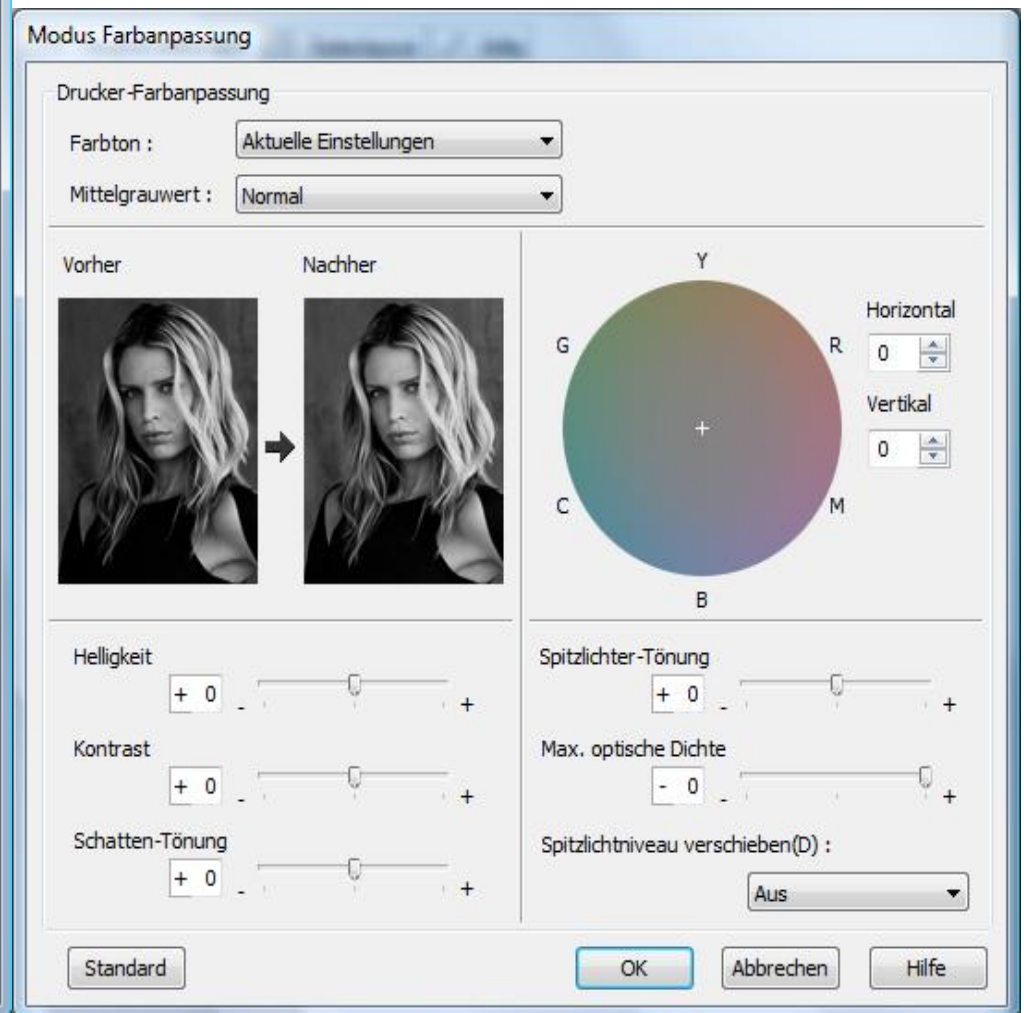 Modus Farbanpassung
Drucker-Farbanpassung
Farbton :
Aktuelle Einstellungen
Mittelgrauwert :
Normal
Vorher
Nachher
Y
G
R
C
M
B
Horizontal
0
Vertikal
0
Helligkeit
+ 0
- +
Kontrast
+ 0
- +
Schatten-Tönung
+ 0
- +
Spitzlichter-Tönung
+ 0
- +
Max. optische Dichte
- 0
- +
Spitzlichtniveau verschieben(D) :
Aus
Standard
OK
Abbrechen
Hilfe